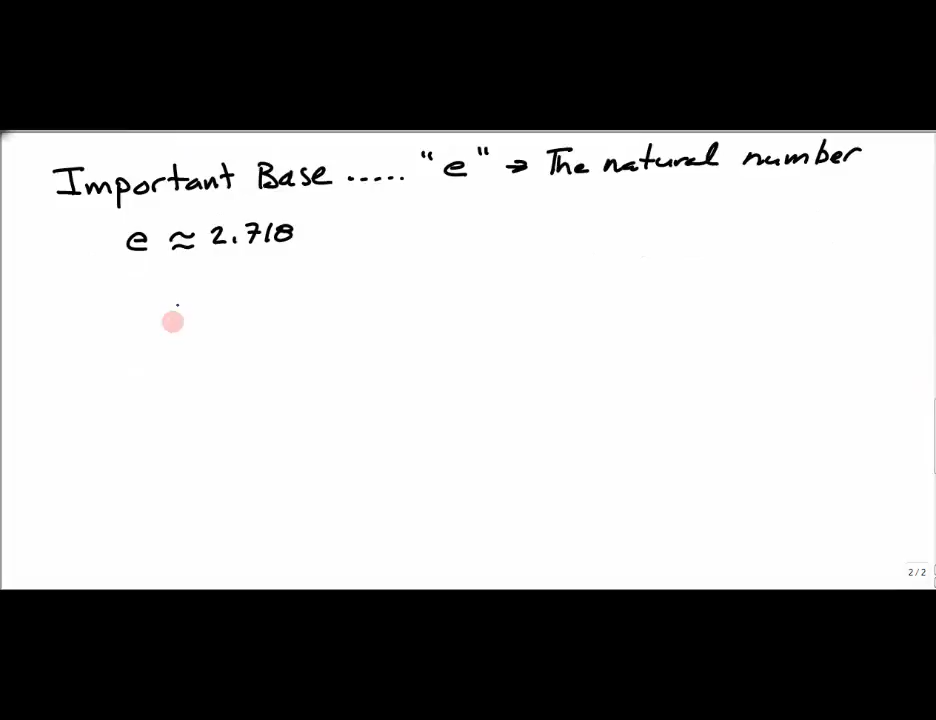 Important Base ..... "e" → The natural number
e ≈ 2.718
2/2